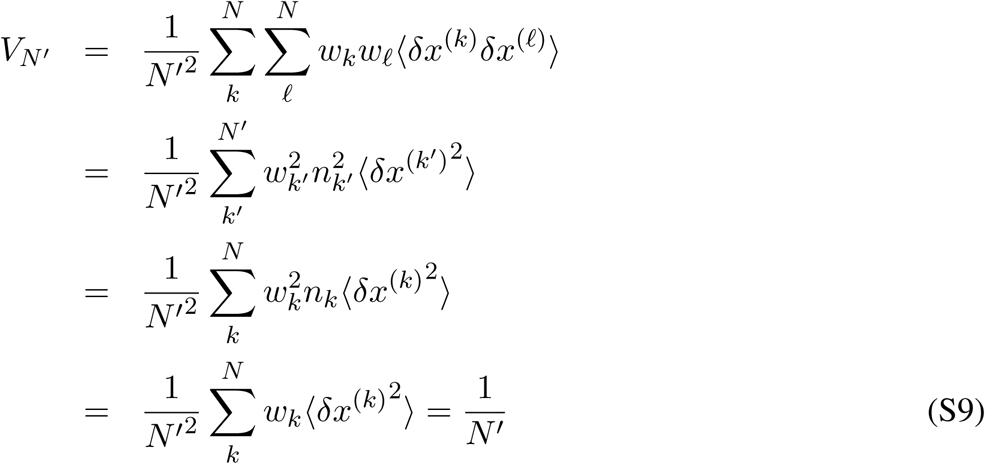 $V_{N'} = \frac{1}{N'^2} \sum_{k}^{N} \sum_{\ell}^{N} w_k w_\ell \langle \delta x^{(k)} \delta x^{(\ell)} \rangle$
$= \frac{1}{N'^2} \sum_{k'}^{N'} w_{k'}^2 n_{k'}^2 \langle \delta x^{(k')^2} \rangle$
$= \frac{1}{N'^2} \sum_{k}^{N} w_k^2 n_k \langle \delta x^{(k)^2} \rangle$
$= \frac{1}{N'^2} \sum_{k}^{N} w_k \langle \delta x^{(k)^2} \rangle = \frac{1}{N'}$ (S9)